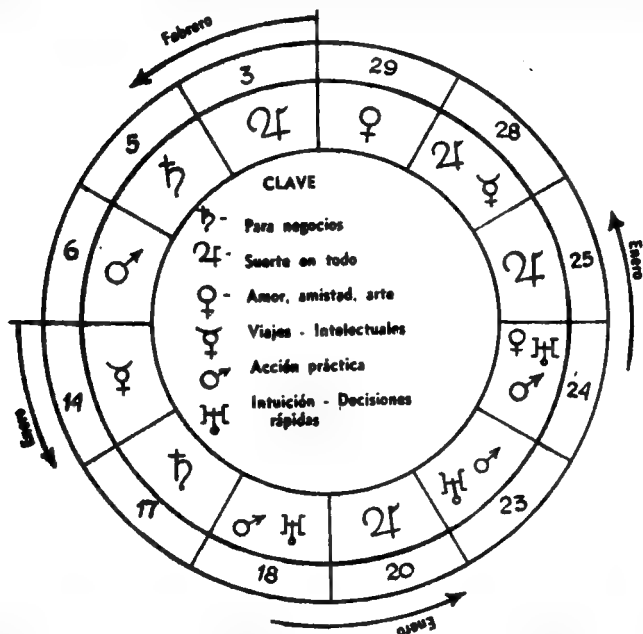 Febrero
3
29
5
28
♃
♀
♄
♃ ☿
CLAVE
♄ - Para negocios
6
♂
♃ - Suerte en todo
♃
25
Enero
♀ - Amor, amistad, arte
☿ Viajes - Intelectuales
♀ ♅
♂
24
Enero
14
☿
♂ Acción práctica
♅ Intuición - Decisiones
rápidas
♄
♅ ♂
17
♂ ♅
♃
23
18
20
Enero